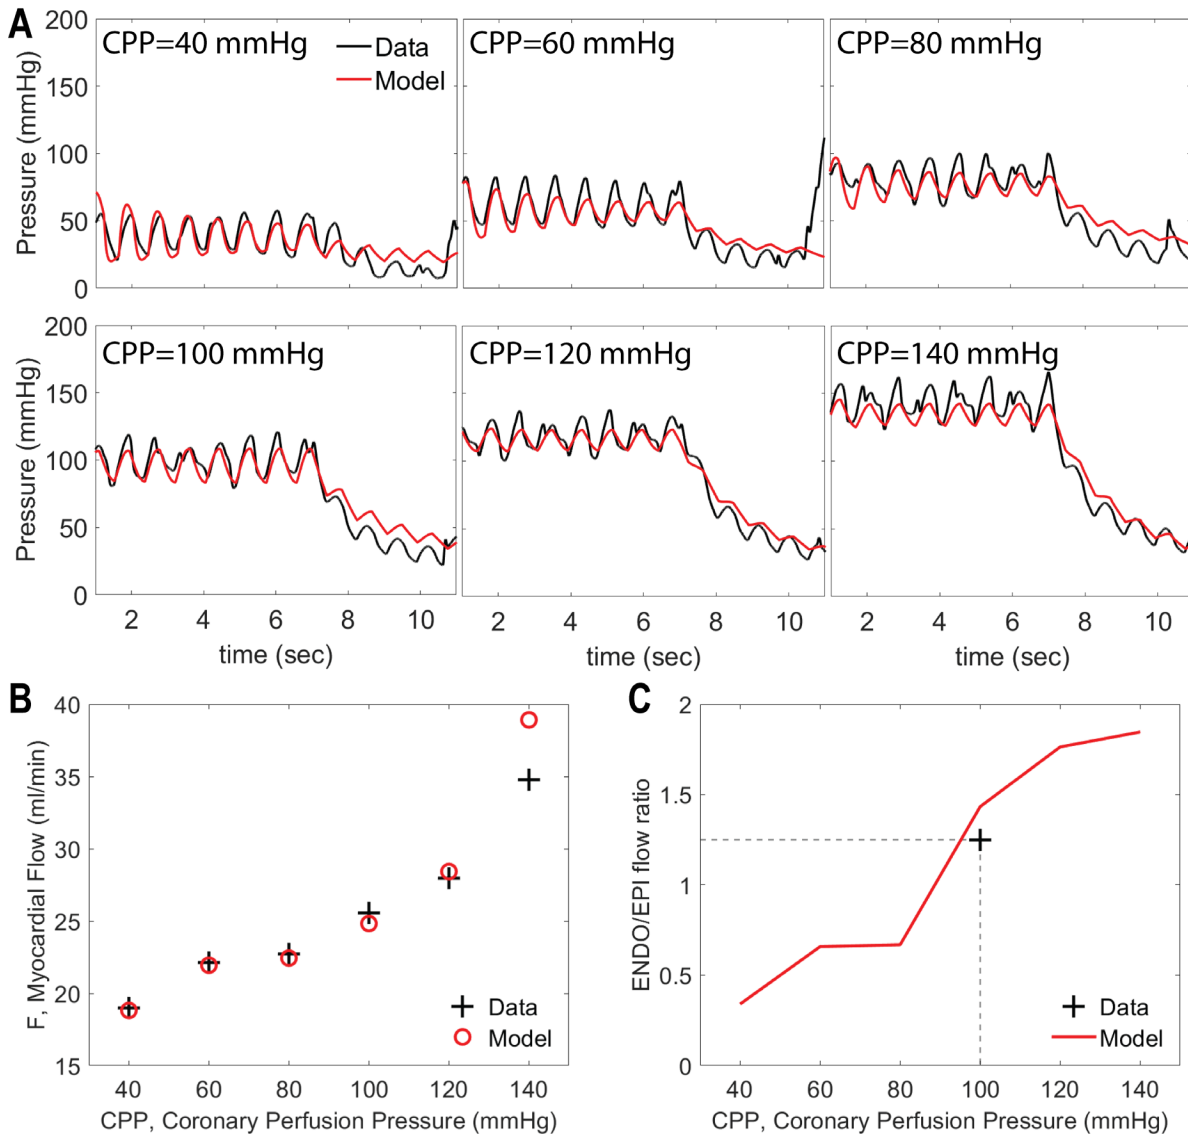 A
CPP=40 mmHg
Data
Model
CPP=60 mmHg
CPP=80 mmHg
Pressure (mmHg)
200
150
100
50
0
CPP=100 mmHg
CPP=120 mmHg
CPP=140 mmHg
Pressure (mmHg)
200
150
100
50
0
2 4 6 8 10
2 4 6 8 10
2 4 6 8 10
time (sec)
time (sec)
time (sec)
B
F, Myocardial Flow (ml/min)
40
35
30
25
20
15
Data
Model
40 60 80 100 120 140
CPP, Coronary Perfusion Pressure (mmHg)
C
ENDO/EPI flow ratio
2
1.5
1
0.5
0
Data
Model
40 60 80 100 120 140
CPP, Coronary Perfusion Pressure (mmHg)